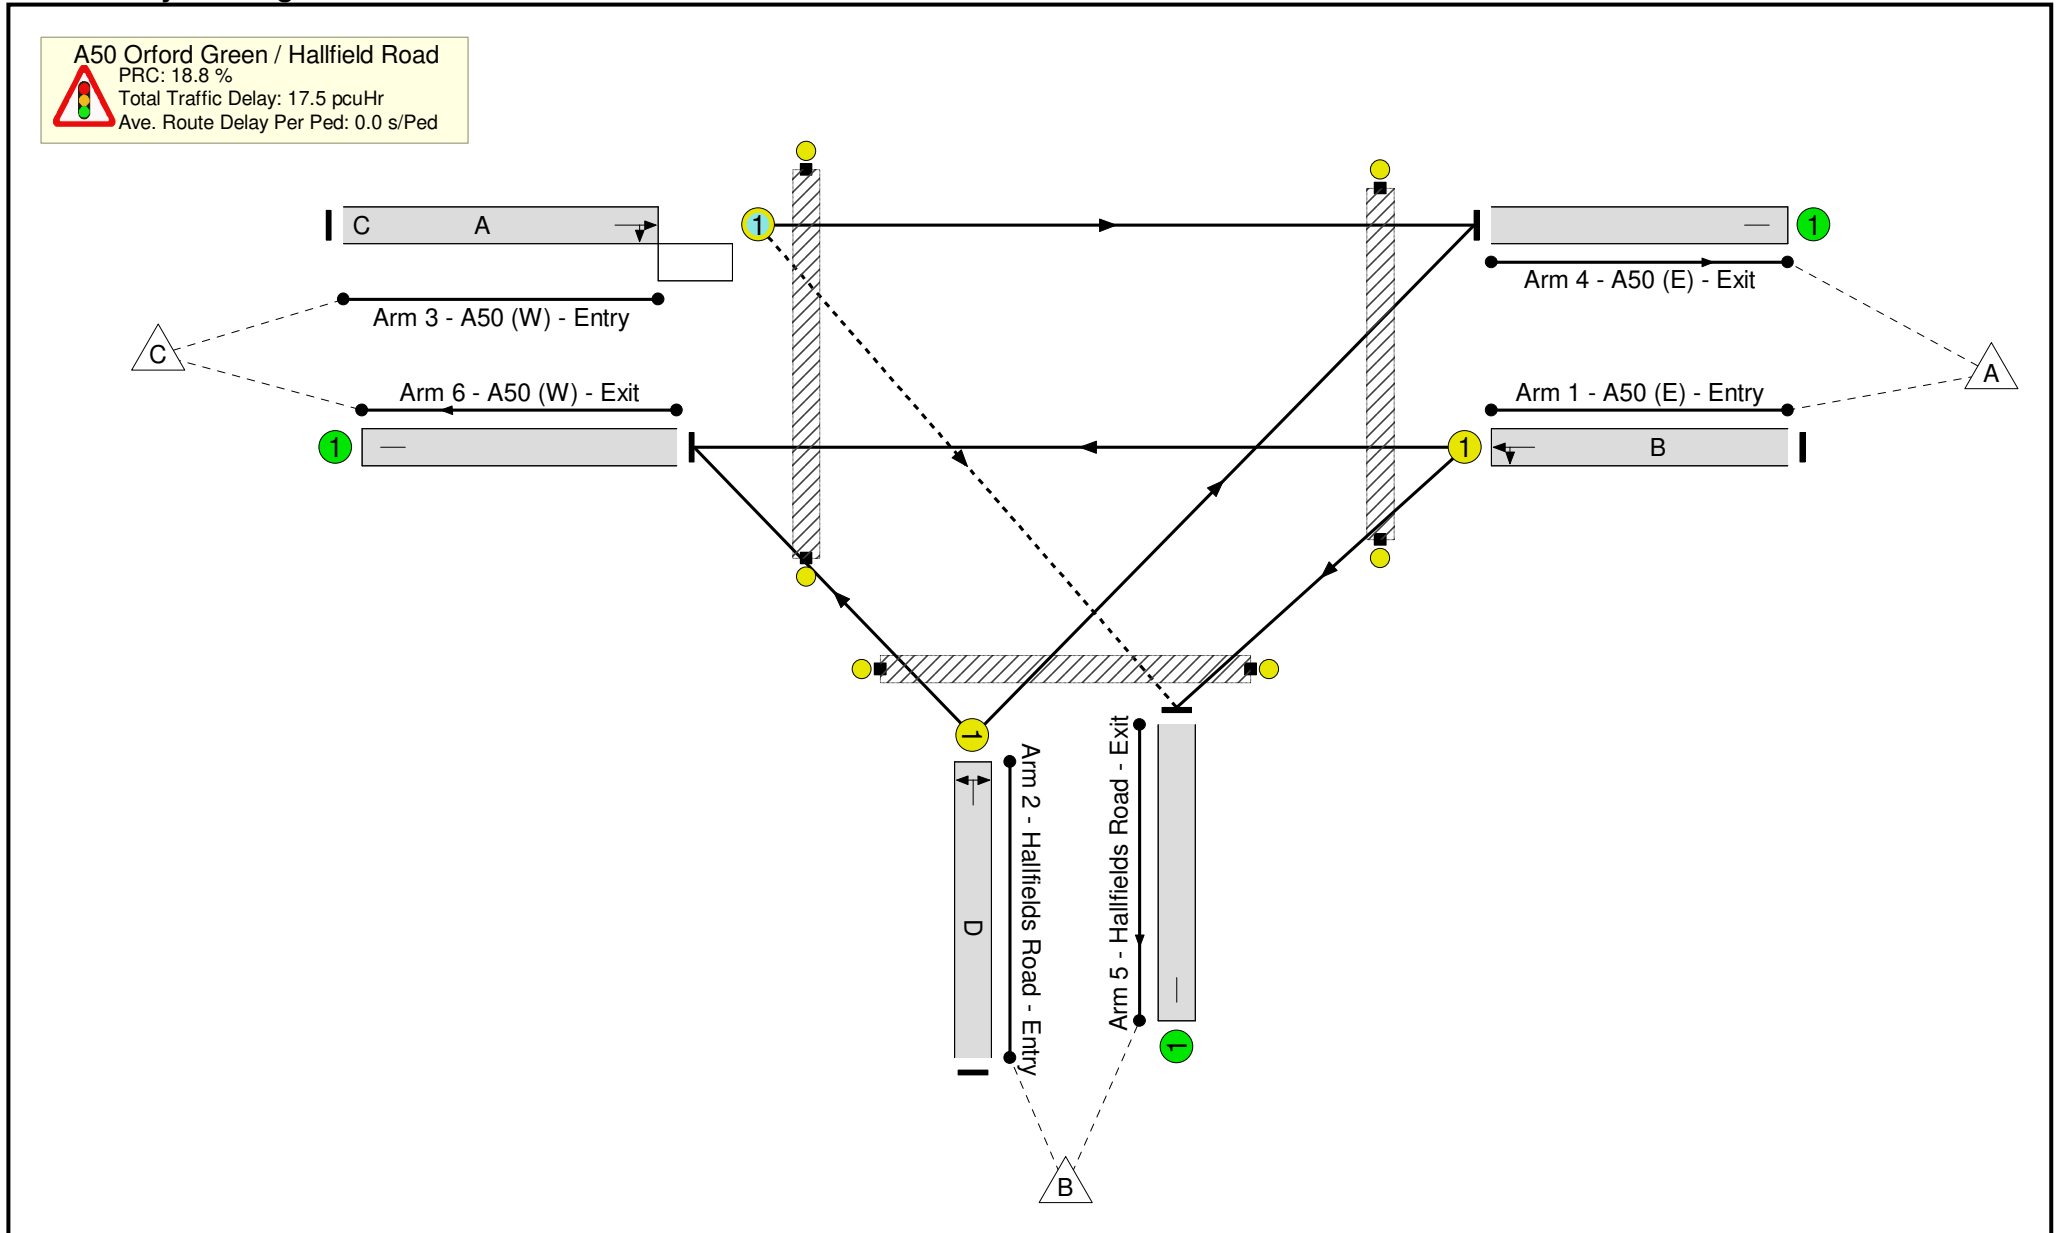 A50 Orford Green / Hallfield Road
PRC: 18.8 %
Total Traffic Delay: 17.5 pcuHr
Ave. Route Delay Per Ped: 0.0 s/Ped
C A
1
1
Arm 3 - A50 (W) - Entry
Arm 4 - A50 (E) - Exit
C
A
Arm 6 - A50 (W) - Exit
Arm 1 - A50 (E) - Entry
1
1
B
1
Arm 2 - Hallfields Road - Entry
Arm 5 - Hallfields Road - Exit
D
1
B